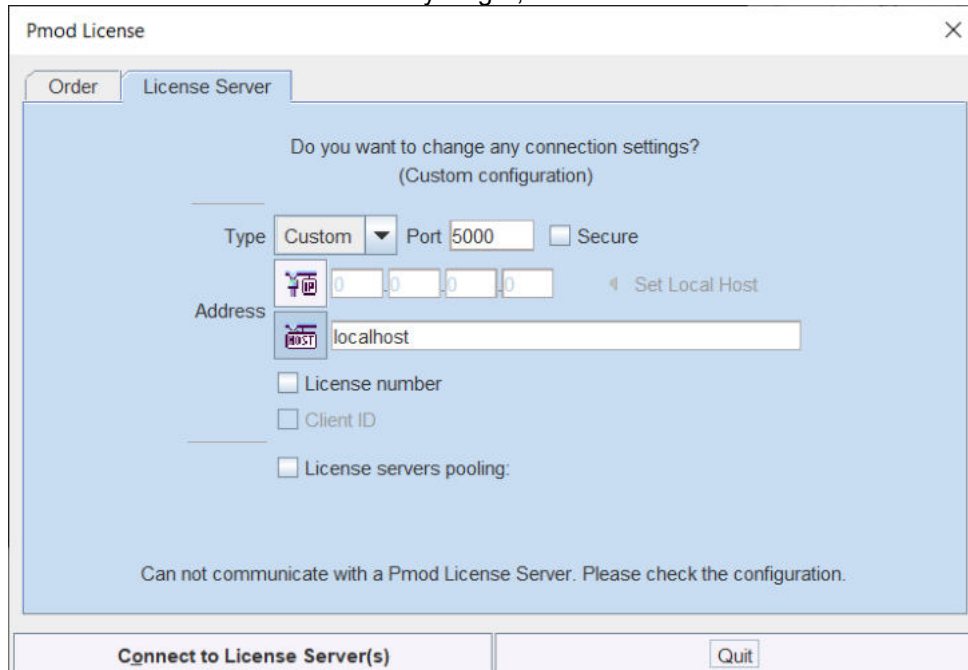 Pmod License
Order License Server
Do you want to change any connection settings?
(Custom configuration)
Type Custom Port 5000 Secure
IP 0 .0 .0 .0 Set Local Host
Address
HOST localhost
License number
Client ID
License servers pooling:
Can not communicate with a Pmod License Server. Please check the configuration.
Connect to License Server(s) Quit